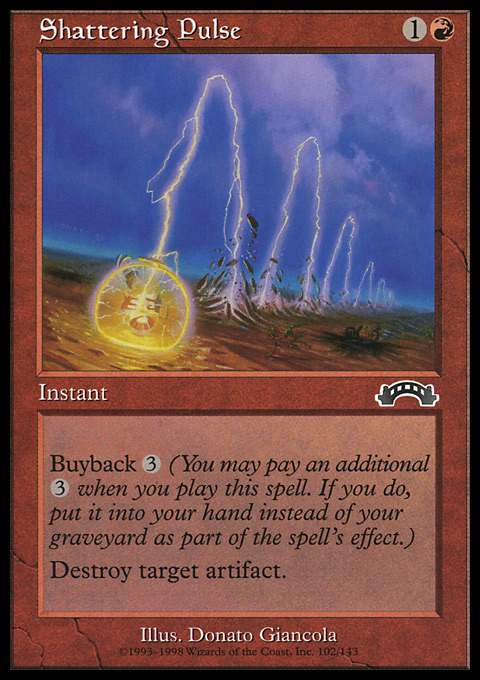 Shattering Pulse 1
Instant
Buyback 3 (You may pay an additional
3 when you play this spell. If you do,
put it into your hand instead of your
graveyard as part of the spell's effect.)
Destroy target artifact.
Illus. Donato Giancola
©1993–1998 Wizards of the Coast, Inc. 102/143